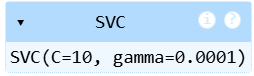 ▾ SVC i ?
SVC(C=10, gamma=0.0001)